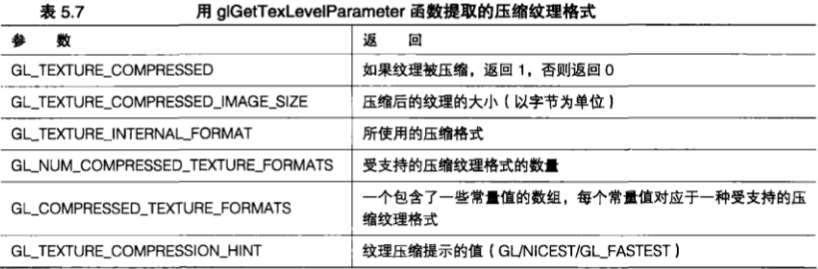 表 5.7 用 glGetTexLevelParameter 函数提取的压缩纹理格式
参 数 返 回
GL_TEXTURE_COMPRESSED 如果纹理被压缩，返回 1，否则返回 0
GL_TEXTURE_COMPRESSED_IMAGE_SIZE 压缩后的纹理的大小（以字节为单位）
GL_TEXTURE_INTERNAL_FORMAT 所使用的压缩格式
GL_NUM_COMPRESSED_TEXTURE_FORMATS 受支持的压缩纹理格式的数量
GL_COMPRESSED_TEXTURE_FORMATS 一个包含了一些常量值的数组，每个常量值对应于一种受支持的压
缩纹理格式
GL_TEXTURE_COMPRESSION_HINT 纹理压缩提示的值（GL/NICEST/GL_FASTEST）